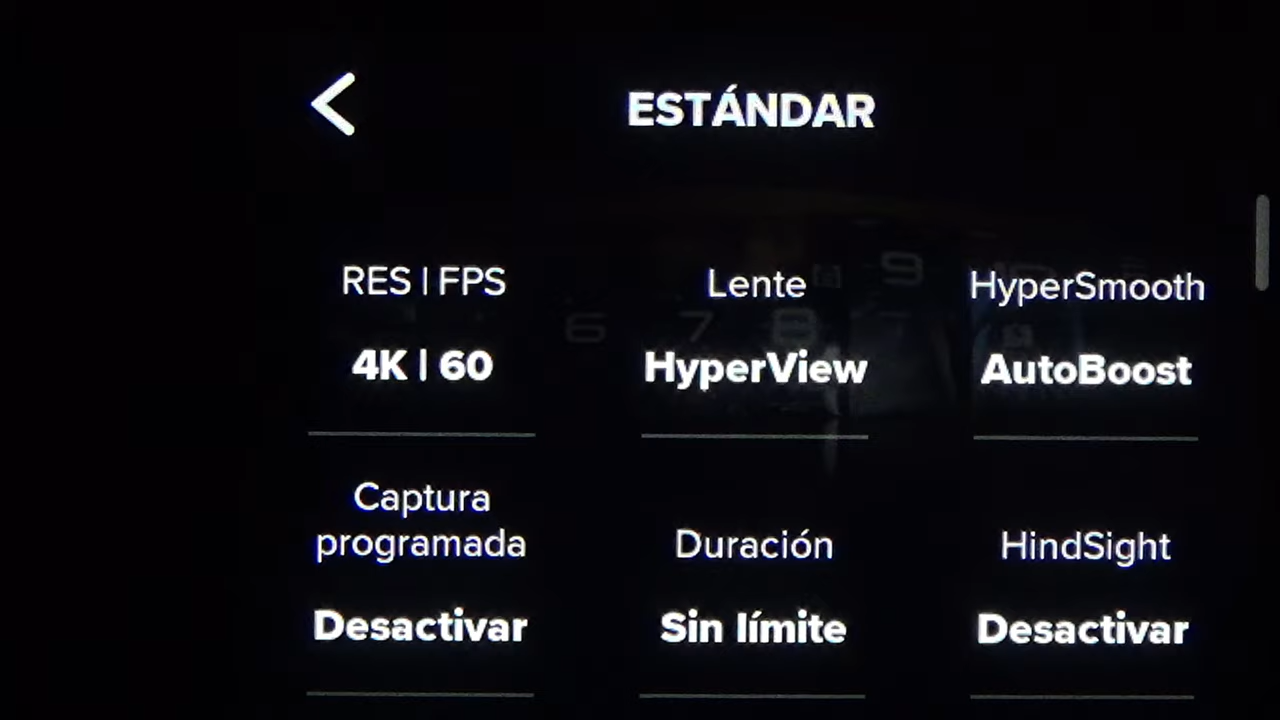 ESTÁNDAR
RES | FPS
Lente
HyperSmooth
4K | 60
HyperView
AutoBoost
Captura
programada
Duración
HindSight
Desactivar
Sin límite
Desactivar